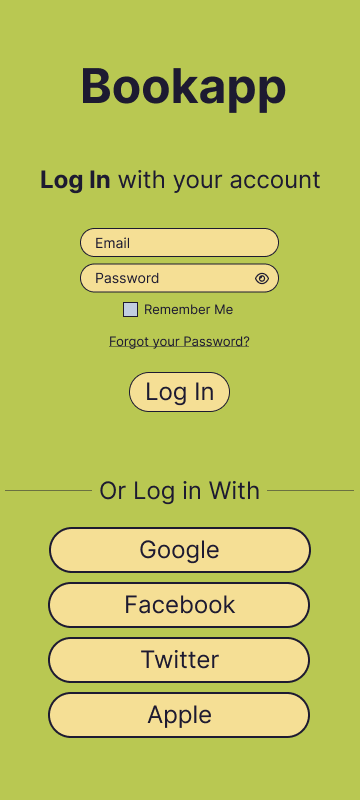 Bookapp
Log In with your account
Email
Password
Remember Me
Forgot your Password?
Log In
Or Log in With
Google
Facebook
Twitter
Apple